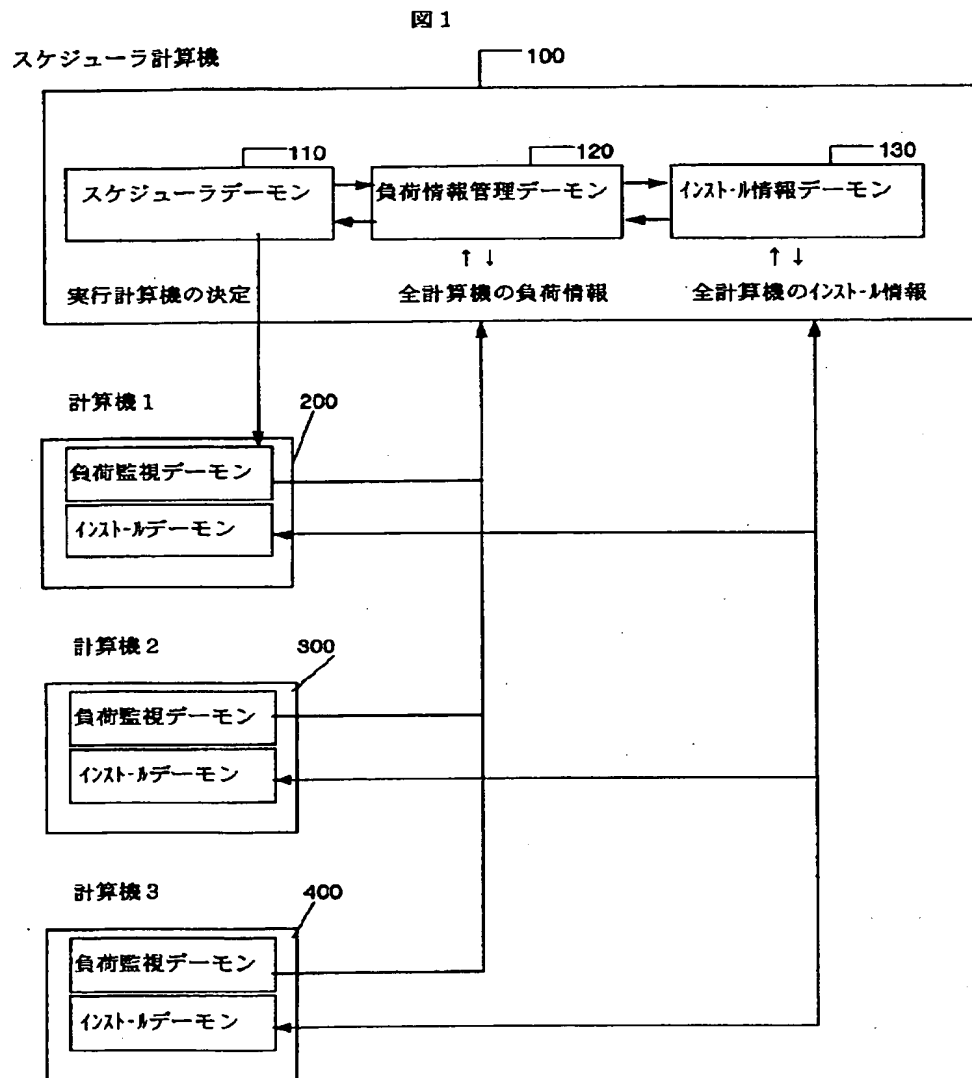 図1
スケジューラ計算機
100
110
120
130
スケジューラデーモン
負荷情報管理デーモン
インストール情報デーモン
↑ ↓
↑ ↓
実行計算機の決定
全計算機の負荷情報
全計算機のインストール情報
計算機1
200
負荷監視デーモン
インストールデーモン
計算機2
300
負荷監視デーモン
インストールデーモン
計算機3
400
負荷監視デーモン
インストールデーモン